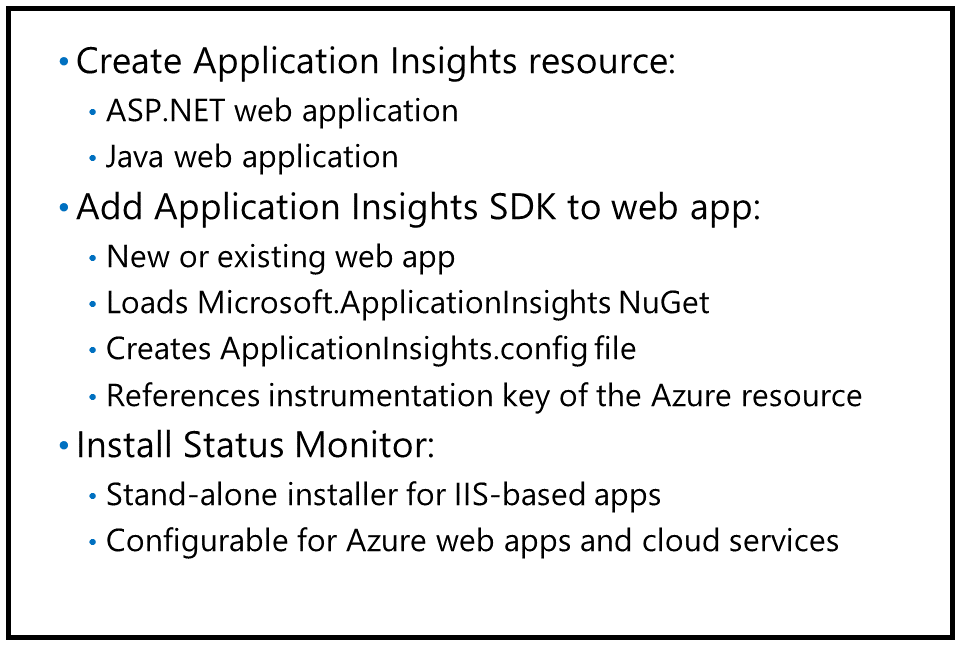 • Create Application Insights resource:
• ASP.NET web application
• Java web application
• Add Application Insights SDK to web app:
• New or existing web app
• Loads Microsoft.ApplicationInsights NuGet
• Creates ApplicationInsights.config file
• References instrumentation key of the Azure resource
• Install Status Monitor:
• Stand-alone installer for IIS-based apps
• Configurable for Azure web apps and cloud services